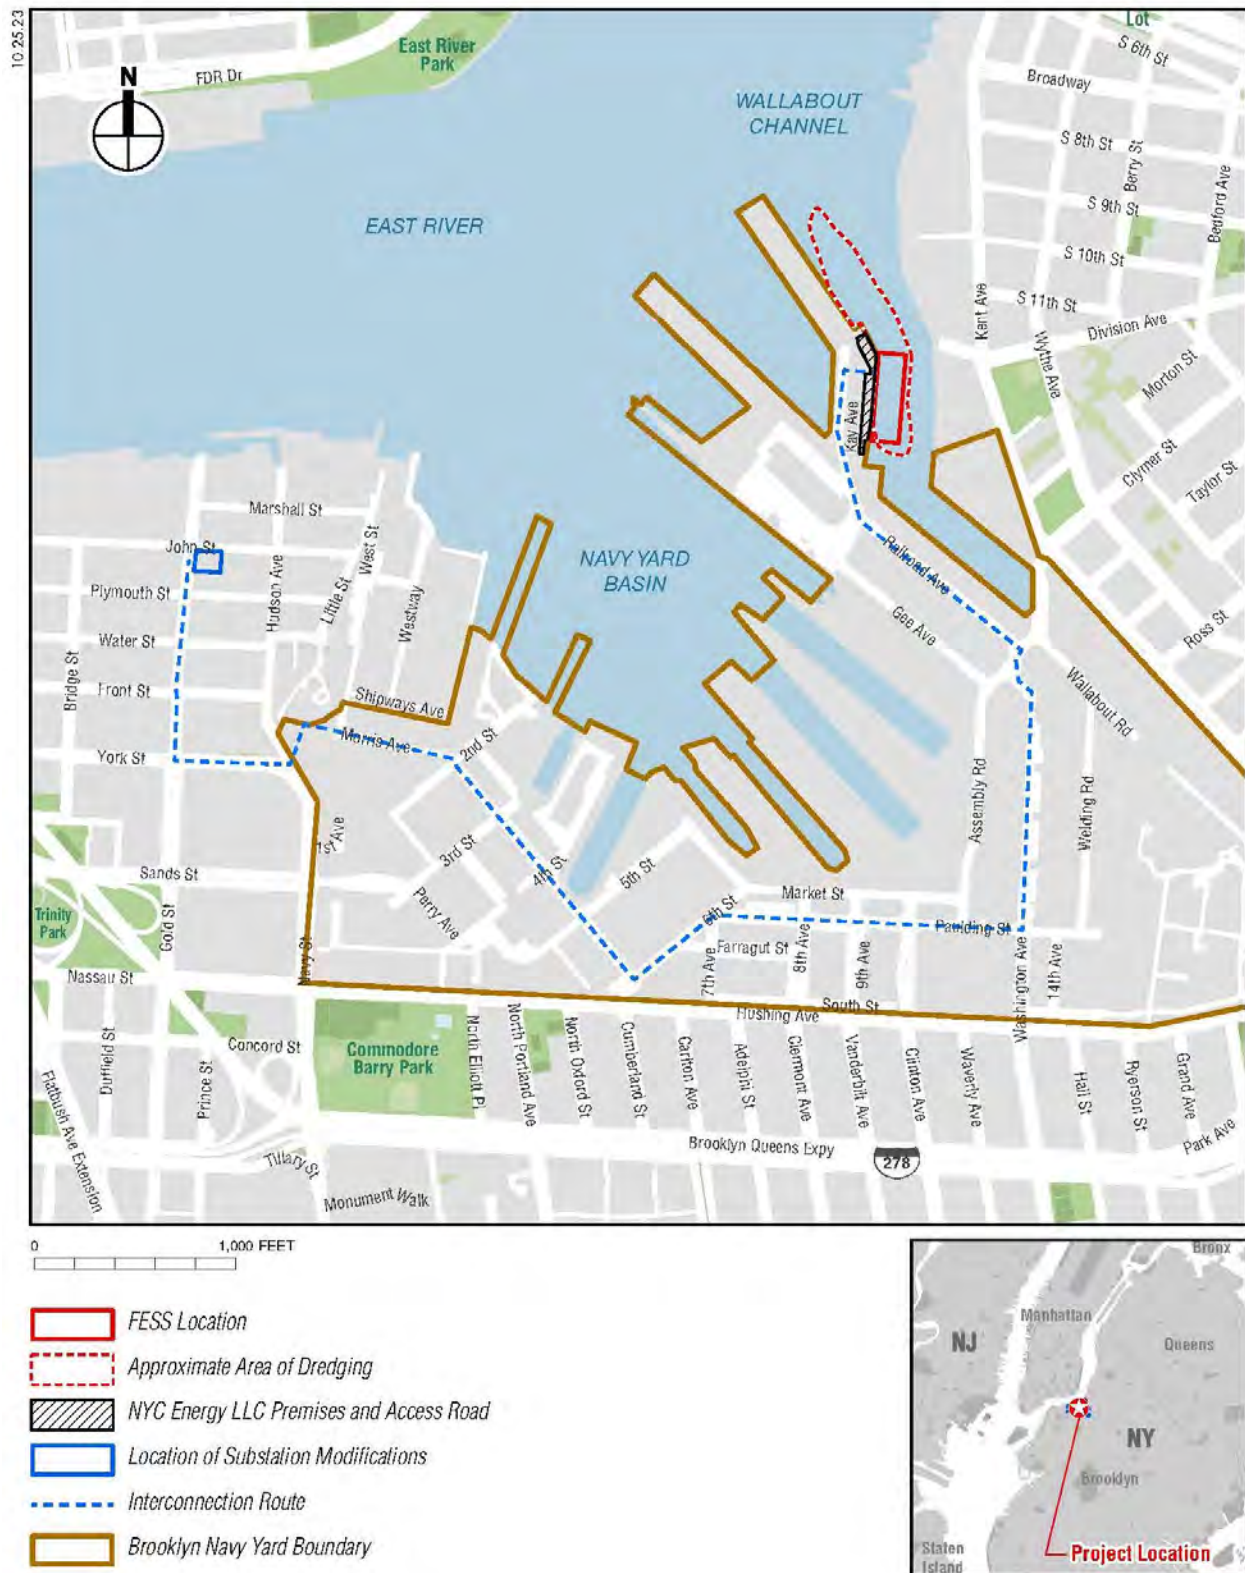 10.25.23
Lot
S 6th St
East River
Park
FDR Dr
N
Broadway
WALLABOUT
CHANNEL
S 8th St
Berry St
S 9th St
Bedford Ave
EAST RIVER
S 10th St
S 11th St
Kent Ave
Division Ave
Wythe Ave
Morton St
Kay Ave
Clymer St
Taylor St
Marshall St
John St
West St
NAVY YARD
BASIN
Railroad Ave
Plymouth St
Hudson Ave
Little St
Westway
Gee Ave
Water St
Ross St
Bridge St
Front St
Shipways Ave
Wallabout Rd
York St
Morris Ave
2nd St
Assembly Rd
Welding Rd
1st Ave
3rd St
Sands St
4th St
5th St
Market St
Trinity
Park
Gold St
Perry Ave
6th St
Paulding St
Farragut St
Navy St
7th Ave
8th Ave
9th Ave
Washington Ave
14th Ave
Nassau St
South St
Flushing Ave
Duffield St
Concord St
Commodore
Barry Park
North Elliott Pl
North Portland Ave
North Oxford St
Cumberland St
Carlton Ave
Adelphi St
Clermont Ave
Vanderbilt Ave
Clinton Ave
Waverly Ave
Hall St
Ryerson St
Grand Ave
Flatbush Ave Extension
Prince St
Brooklyn Queens Expy
Park Ave
278
Tillary St
Monument Walk
0 1,000 FEET
FESS Location
Approximate Area of Dredging
NYC Energy LLC Premises and Access Road
Location of Substation Modifications
Interconnection Route
Brooklyn Navy Yard Boundary
Bronx
Manhattan
NJ
Queens
NY
Brooklyn
Staten
Island
Project Location